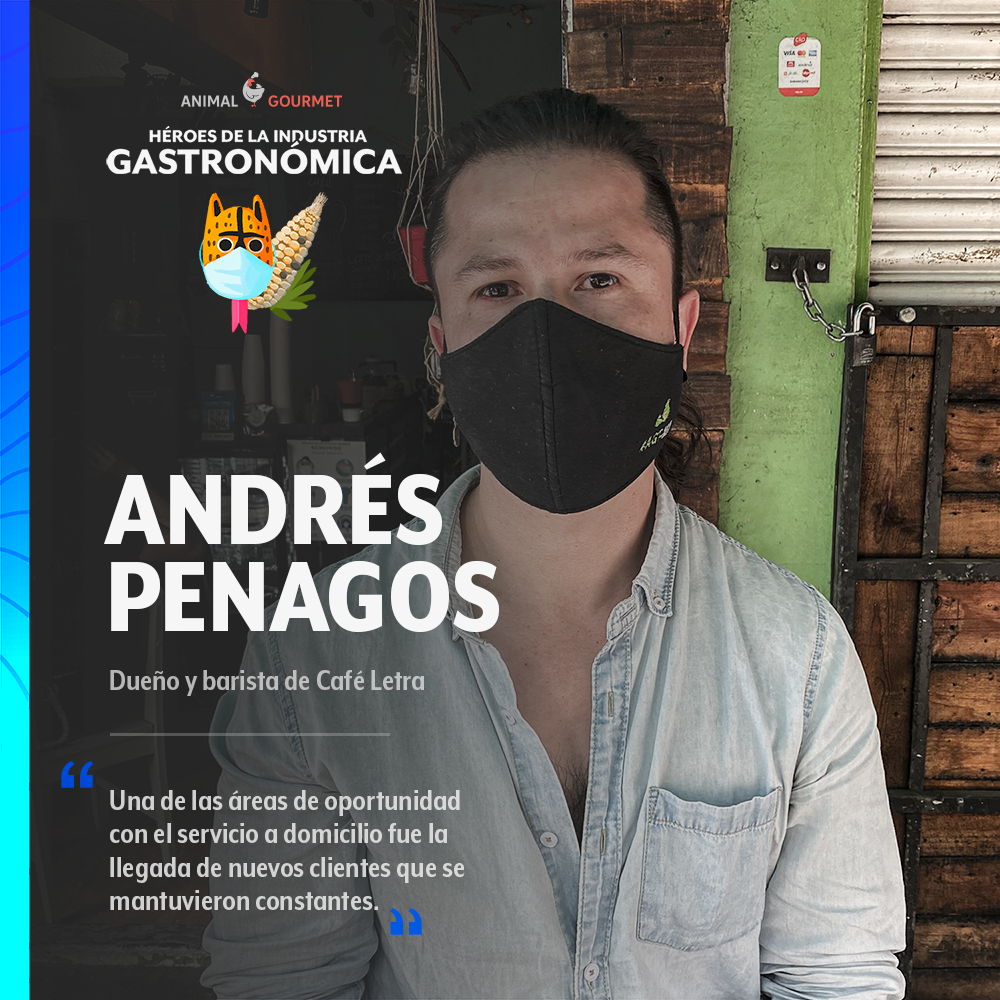 ANIMAL GOURMET
HÉROES DE LA INDUSTRIA
GASTRONÓMICA
VISA
ANDRÉS
PENAGOS
Dueño y barista de Café Letra
“
Una de las áreas de oportunidad
con el servicio a domicilio fue la
llegada de nuevos clientes que se
mantuvieron constantes.
”